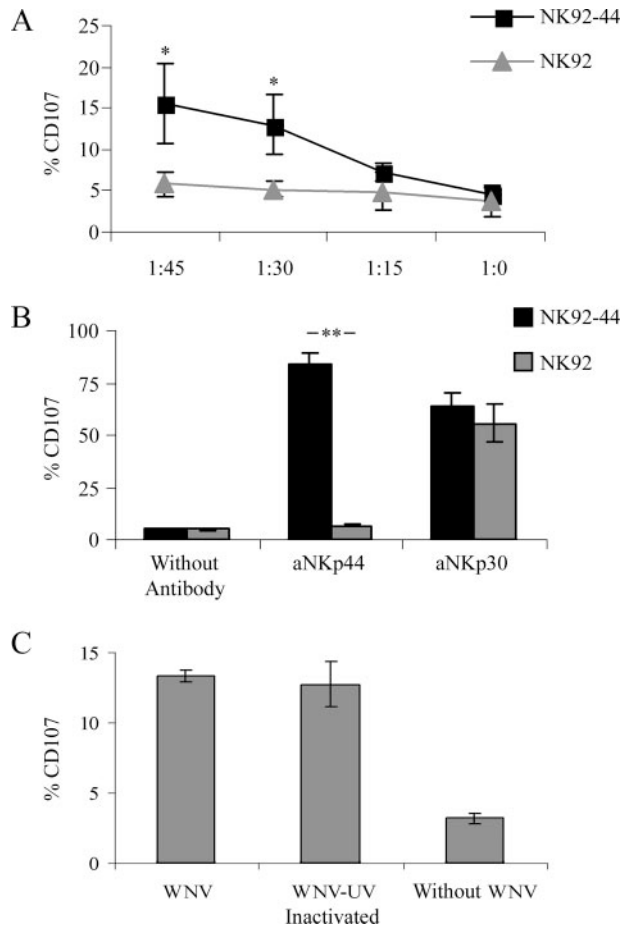 A
NK92-44
NK92
% CD107
25
20
15
10
5
0
*
*
1:45 1:30 1:15 1:0
B
NK92-44
NK92
% CD107
100
75
50
25
0
**
Without Antibody
aNKp44
aNKp30
C
% CD107
15
10
5
0
WNV
WNV-UV
Inactivated
Without WNV